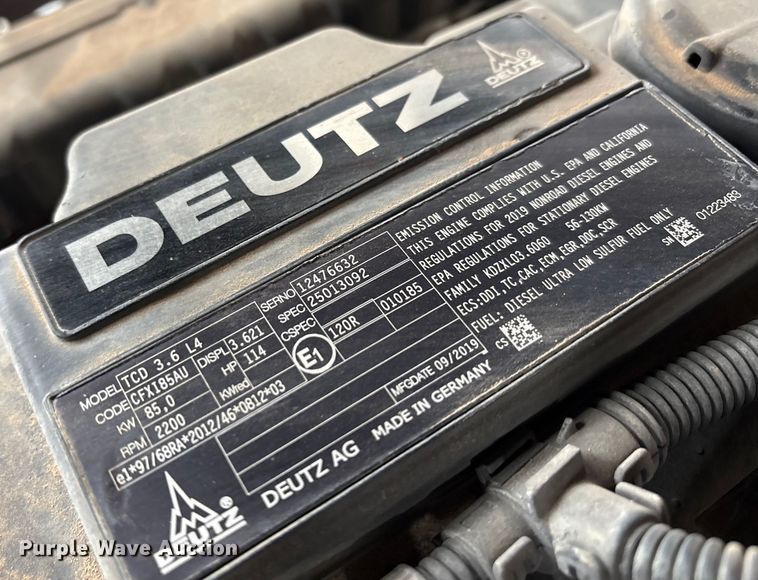 DEUTZ
DEUTZ
MODEL TCD 3.6 L4
CODE CFXI85AU DISPL 3.621
KW 85,0 HP 114
RPM 2200 KWred
e1*97/68RA*2012/46*0812*03
SERNO 12476632
SPEC 25013092
CSPEC
E1 120R 010185
MFGDATE 09/2019
DEUTZ AG MADE IN GERMANY
DEUTZ ®
EMISSION CONTROL INFORMATION
THIS ENGINE COMPLIES WITH U.S. EPA AND CALIFORNIA
REGULATIONS FOR 2019 NONROAD DIESEL ENGINES AND
EPA REGULATIONS FOR STATIONARY DIESEL ENGINES
FAMILY KDZXL03.6060 56-130KW
ECS,DDI,TC,CAC,ECM,EGR,DOC,SCR
FUEL: DIESEL ULTRA LOW SULFUR FUEL ONLY
CS SN 01223483
Purple Wave Auction